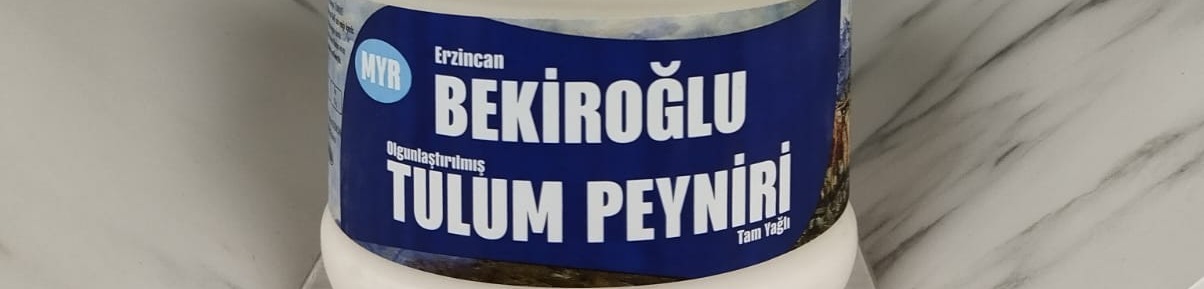 MYR
Erzincan
BEKİROĞLU
Olgunlaştırılmış
TULUM PEYNİRİ
Tam Yağlı